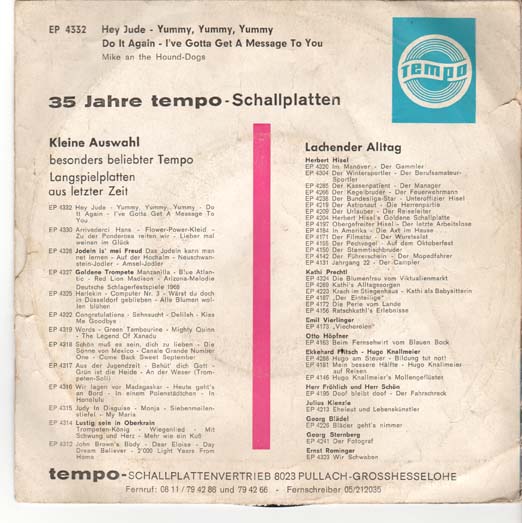 EP 4332 Hey Jude - Yummy, Yummy, Yummy
Do It Again - I've Gotta Get A Message To You
Mike an the Hound-Dogs
Tempo
35 Jahre tempo-Schallplatten
Kleine Auswahl
besonders beliebter Tempo
Langspielplatten
aus letzter Zeit
EP 4332 Hey Jude - Yummy, Yummy, Yummy - Do
It Again - I've Gotta Get A Message To
You
EP 4330 Arrivederci Hans - Flower-Power-Kleid -
Zu der Ponderosa reiten wir - Lieber mal
weinen im Glück
EP 4328 Jodeln is' mei Freud Das Jodeln kann man
net lernen - Auf der Hochalm - Neuschwan-
stein-Jodler - Amsel-Jodler
EP 4327 Goldene Trompete Manzanilla - Blue Atlan-
tic - Red Lion Madison - Arizona-Melodie
Deutsche Schlagerfestspiele 1968
EP 4325 Harlekin - Computer Nr. 3 - Wärst du doch
in Düsseldorf geblieben - Alle Blumen wol-
len blühen
EP 4322 Congratulations - Sehnsucht - Delilah - Kiss
Me Goodbye
EP 4319 Words - Green Tambourine - Mighty Quinn
- The Legend Of Xanadu
EP 4318 Schön muß es sein, dich zu lieben - Die
Sonne von Mexico - Canale Grande Number
One - Come Back Sweet September
EP 4317 Aus der Jugendzeit - Behüt' dich Gott -
Grün ist die Heide - An der Weser (Trom-
peten-Soli)
EP 4316 Wir lagen vor Madagaskar - Heute geht's
an Bord - In einem Polenstädtchen - In
Honolulu
EP 4315 Judy In Disguise - Monja - Siebenmeilen-
stiefel - My Maria
EP 4314 Lustig sein in Oberkrain
Trompeten-König - Wiegenlied - Mit
Schwung und Herz - Mehr wie ein Kuß
EP 4312 John Brown's Body - Dear Eloise - Day
Dream Believer - 2'000 Light Years From
Home
Lachender Alltag
Herbert Hisel
EP 4220 Im Manöver - Der Gammler
EP 4304 Der Wintersportler - Der Berufsamateur-
Sportler
EP 4285 Der Kassenpatient - Der Manager
EP 4266 Der Kegelbruder - Der Feuerwehrmann
EP 4238 Der Bundesliga-Star - Unteroffizier Hisel
EP 4219 Der Astronaut - Die Herrenpartie
EP 4209 Der Urlauber - Der Reiseleiter
EP 4204 Herbert Hisel's Goldene Schallplatte
EP 4197 Obergefreiter Hisel - Der letzte Arbeitslose
EP 4184 In Amerika - Die Axt im Hause
EP 4171 Der Filmstar - Der Wurstsalat
EP 4158 Der Pechvogel - Auf dem Oktoberfest
EP 4150 Der Stammtischbruder
EP 4142 Der Führerschein - Der Mopedfahrer
EP 4131 Jahrgang 22 - Der Campler
Kathi Prechtl
EP 4324 Die Blumenfrau vom Viktualienmarkt
EP 4268 Kathi's Alltagssorgen
EP 4223 Krach im Stiegenhaus - Kathi als Babysitterin
EP 4187 „Der Einteilige"
EP 4172 Die Perle vom Lande
EP 4156 Ratschkathl's Erlebnisse
Emil Vierlinger
EP 4173 „Viechereien"
Otto Höpfner
EP 4163 Beim Fernsehwirt vom Blauen Bock
Ekkehard Fritsch - Hugo Knallmeier
EP 4286 Hugo am Steuer - Bildung tut not!
EP 4181 Mein bessere Hälfte - Hugo Knallmeier
auf Reisen
EP 4146 Hugo Knallmeier's Mollengeflüster
Herr Fröhlich und Herr Schön
EP 4195 Doof bleibt doof - Der Fahrschreck
Julius Kienzle
EP 4213 Eheleut und Lebenskünstler
Georg Blädel
EP 4226 Blädel geht's nimmer
Georg Sternberg
EP 4241 Der Fotograf
Ernst Rominger
EP 4323 Wir Schwaben
tempo-SCHALLPLATTENVERTRIEB 8023 PULLACH-GROSSHESSELOHE
Fernruf: 08 11 / 79 42 86 und 79 42 66 - Fernschreiber 05/212035